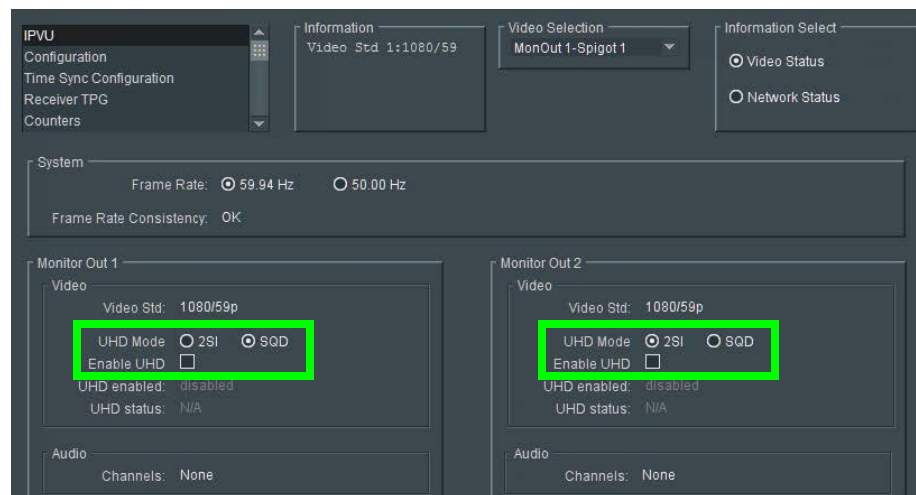 IPVU
Configuration
Time Sync Configuration
Receiver TPG
Counters
Information
Video Std 1:1080/59
Video Selection
MonOut 1-Spigot 1
Information Select
Video Status
Network Status
System
Frame Rate: 59.94 Hz 50.00 Hz
Frame Rate Consistency: OK
Monitor Out 1
Video
Video Std: 1080/59p
UHD Mode 2SI SQD
Enable UHD
UHD enabled: disabled
UHD status: N/A
Audio
Channels: None
Monitor Out 2
Video
Video Std: 1080/59p
UHD Mode 2SI SQD
Enable UHD
UHD enabled: disabled
UHD status: N/A
Audio
Channels: None